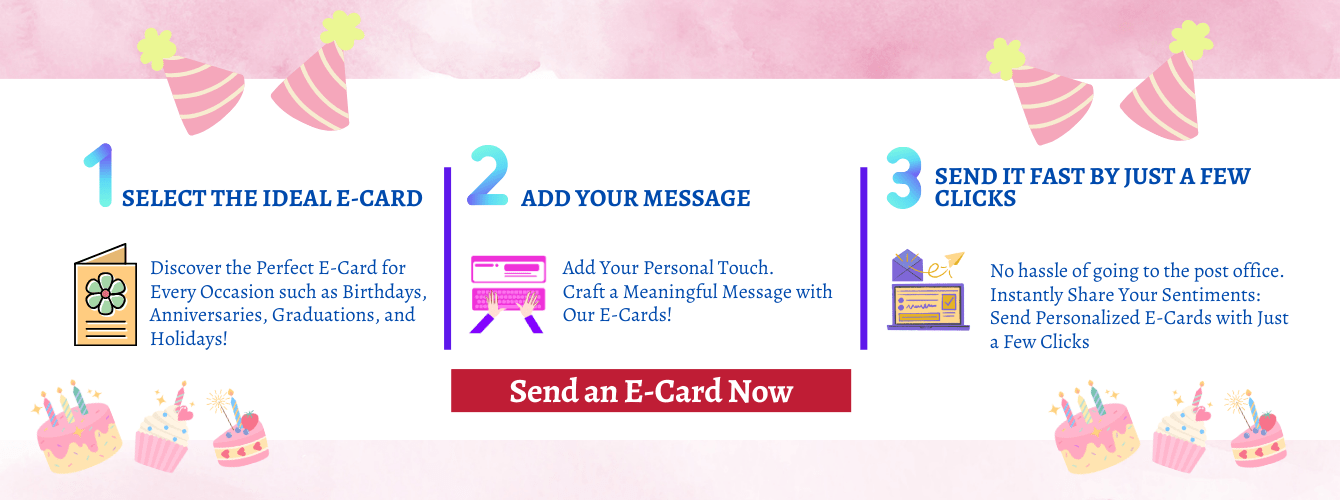 1 SELECT THE IDEAL E-CARD
Discover the Perfect E-Card for
Every Occasion such as Birthdays,
Anniversaries, Graduations, and
Holidays!
2 ADD YOUR MESSAGE
Add Your Personal Touch.
Craft a Meaningful Message with
Our E-Cards!
3 SEND IT FAST BY JUST A FEW
CLICKS
No hassle of going to the post office.
Instantly Share Your Sentiments:
Send Personalized E-Cards with Just
a Few Clicks
Send an E-Card Now